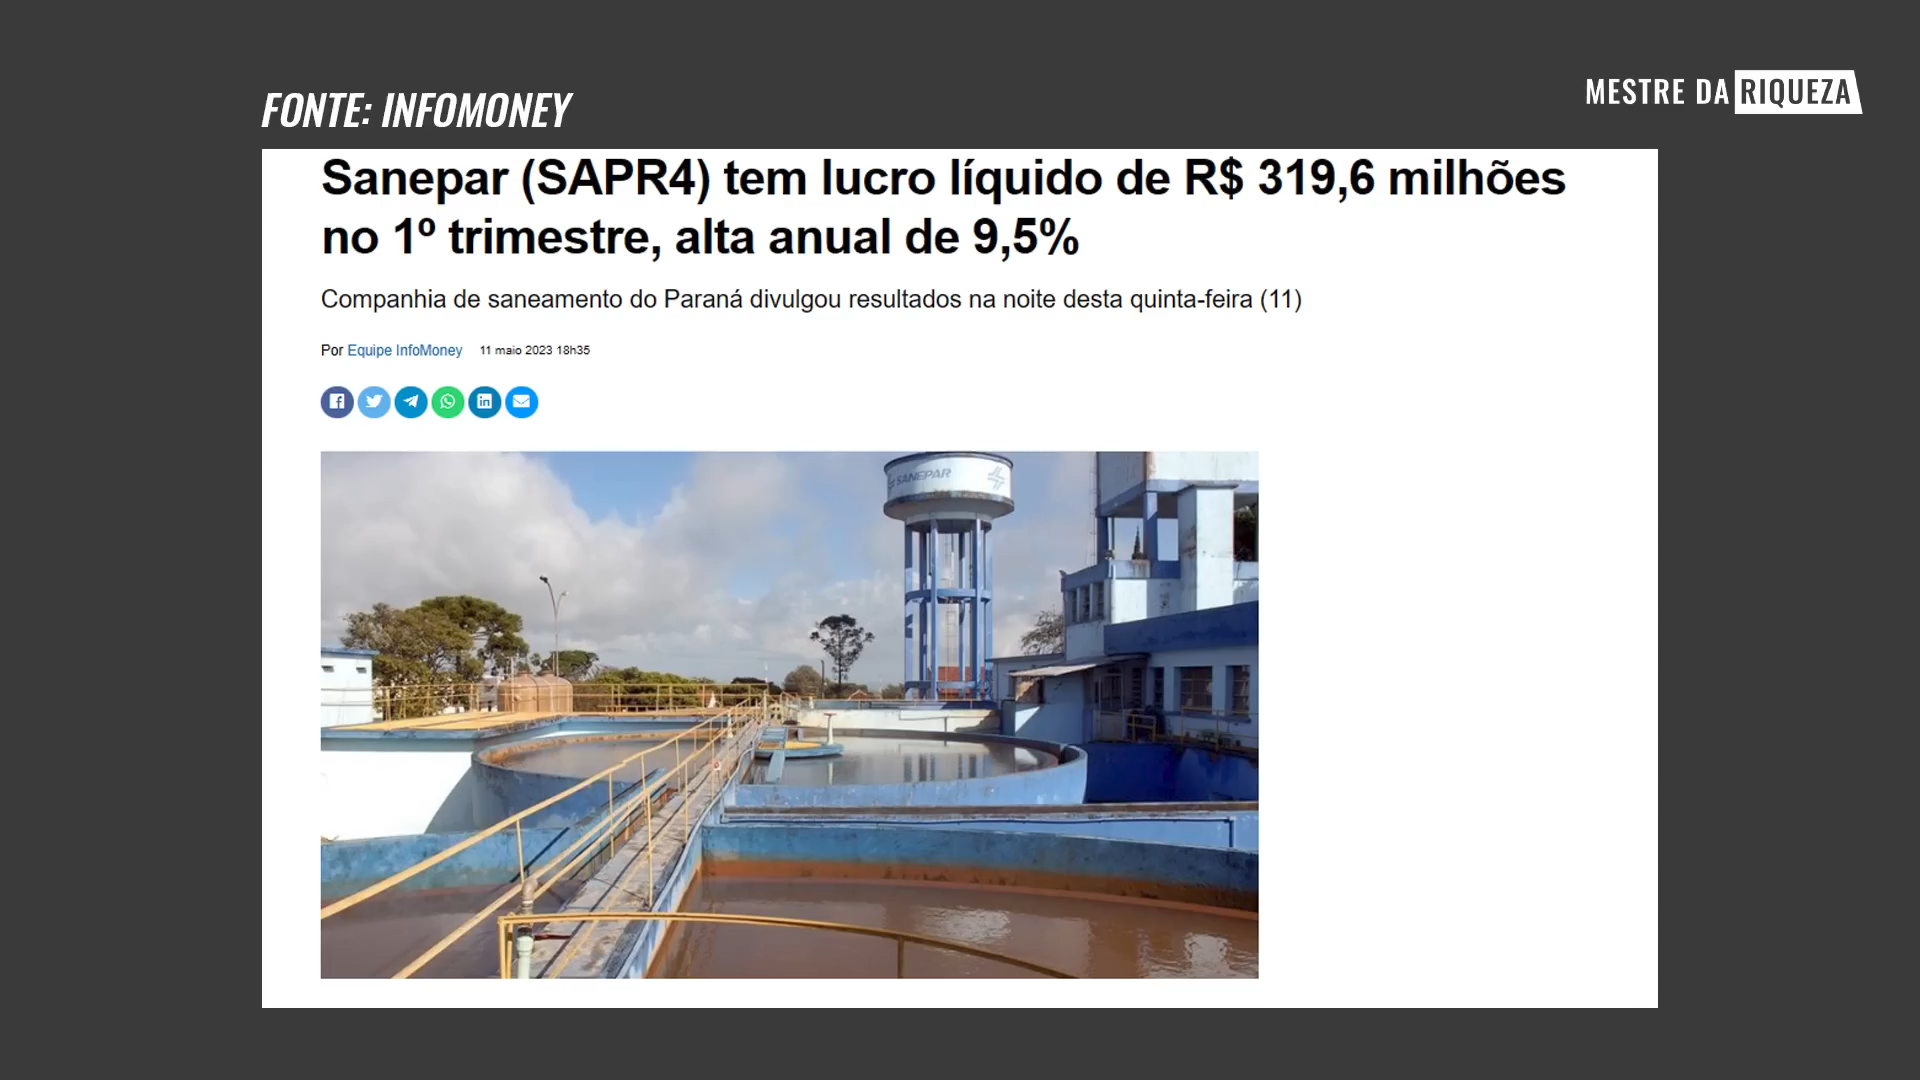 FONTE: INFOMONEY
MESTRE DA RIQUEZA
Sanepar (SAPR4) tem lucro líquido de R$ 319,6 milhões
no 1º trimestre, alta anual de 9,5%
Companhia de saneamento do Paraná divulgou resultados na noite desta quinta-feira (11)
Por Equipe InfoMoney 11 maio 2023 18h35
SANEPAR